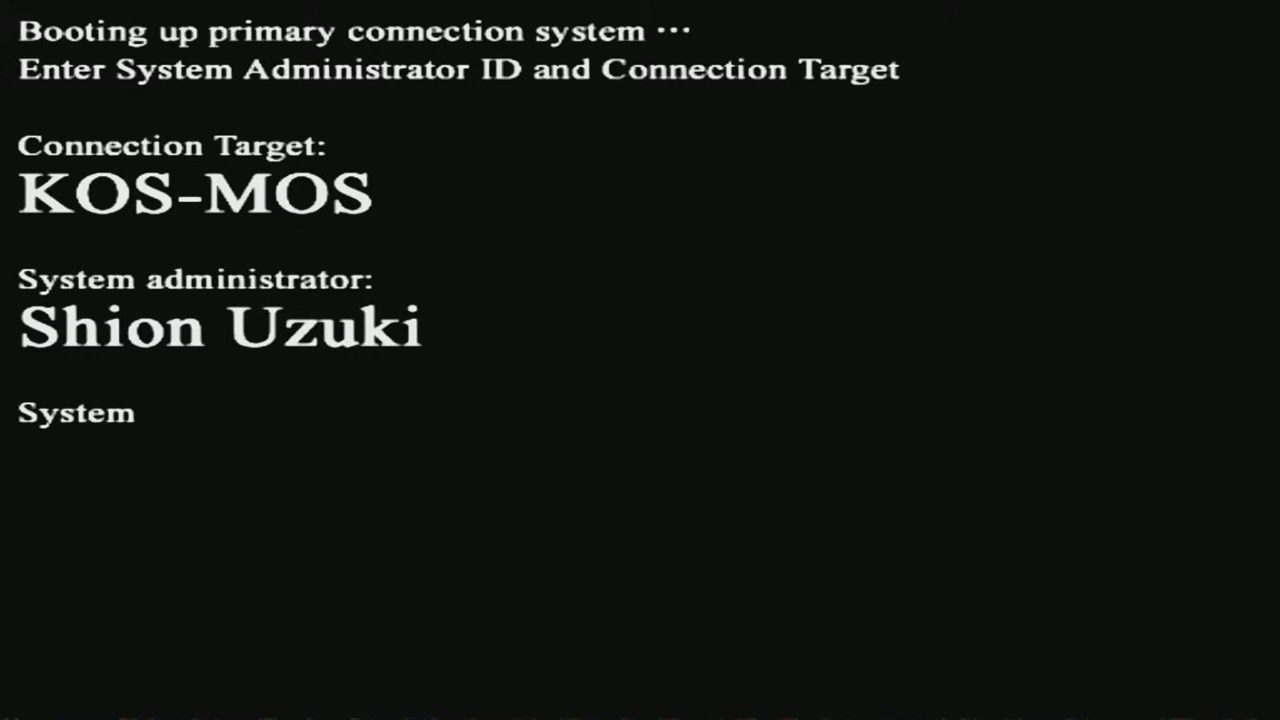 Booting up primary connection system ···
Enter System Administrator ID and Connection Target
Connection Target:
KOS-MOS
System administrator:
Shion Uzuki
System